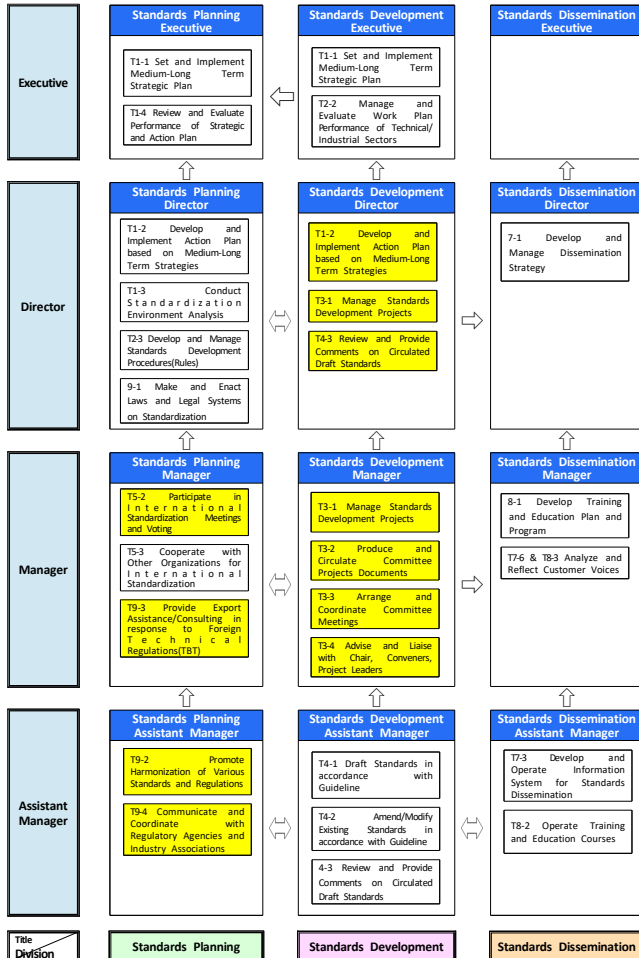 Executive
Standards Planning
Executive
T1-1 Set and Implement
Medium-Long Term
Strategic Plan
T1-4 Review and Evaluate
Performance of Strategic
and Action Plan
Standards Development
Executive
T1-1 Set and Implement
Medium-Long Term
Strategic Plan
T2-2 Manage and
Evaluate Work Plan
Performance of Technical/
Industrial Sectors
Standards Dissemination
Executive
Director
Standards Planning
Director
T1-2 Develop and
Implement Action Plan
based on Medium-Long
Term Strategies
T1-3 Conduct
Standardization
Environment Analysis
T2-3 Develop and Manage
Standards Development
Procedures(Rules)
9-1 Make and Enact
Laws and Legal Systems
on Standardization
Standards Development
Director
T1-2 Develop and
Implement Action Plan
based on Medium-Long
Term Strategies
T3-1 Manage Standards
Development Projects
T4-3 Review and Provide
Comments on Circulated
Draft Standards
Standards Dissemination
Director
7-1 Develop and
Manage Dissemination
Strategy
Manager
Standards Planning
Manager
T5-2 Participate in
International
Standardization Meetings
and Voting
T5-3 Cooperate with
Other Organizations for
International
Standardization
T9-3 Provide Export
Assistance/Consulting in
response to Foreign
Technical
Regulations(TBT)
Standards Development
Manager
T3-1 Manage Standards
Development Projects
T3-2 Produce and
Circulate Committee
Projects Documents
T3-3 Arrange and
Coordinate Committee
Meetings
T3-4 Advise and Liaise
with Chair, Conveners,
Project Leaders
Standards Dissemination
Manager
8-1 Develop Training
and Education Plan and
Program
T7-6 & T8-3 Analyze and
Reflect Customer Voices
Assistant
Manager
Standards Planning
Assistant Manager
T9-2 Promote
Harmonization of Various
Standards and Regulations
T9-4 Communicate and
Coordinate with
Regulatory Agencies and
Industry Associations
Standards Development
Assistant Manager
T4-1 Draft Standards in
accordance with
Guideline
T4-2 Amend/Modify
Existing Standards in
accordance with Guideline
4-3 Review and Provide
Comments on Circulated
Draft Standards
Standards Dissemination
Assistant Manager
T7-3 Develop and
Operate Information
System for Standards
Dissemination
T8-2 Operate Training
and Education Courses
Title
Division
Standards Planning
Standards Development
Standards Dissemination